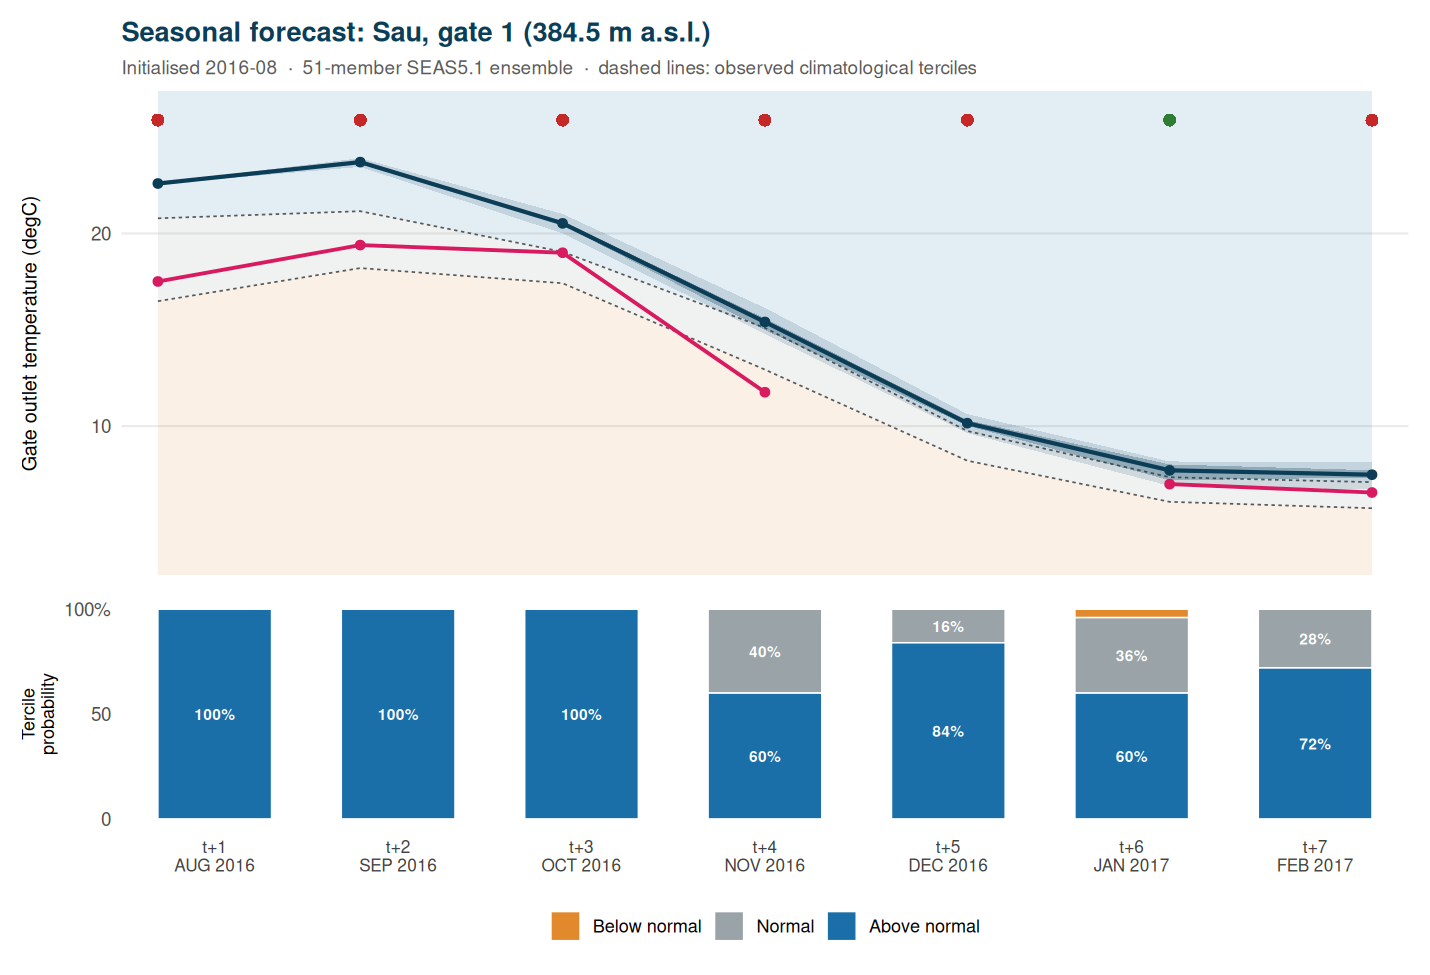 Seasonal forecast: Sau, gate 1 (384.5 m a.s.l.)
Initialised 2016-08 · 51-member SEAS5.1 ensemble · dashed lines: observed climatological terciles
Gate outlet temperature (degC)
20
10
Tercile
probability
100%
50
0
100%
100%
100%
40%
60%
16%
84%
36%
60%
28%
72%
t+1
AUG 2016
t+2
SEP 2016
t+3
OCT 2016
t+4
NOV 2016
t+5
DEC 2016
t+6
JAN 2017
t+7
FEB 2017
Below normal
Normal
Above normal